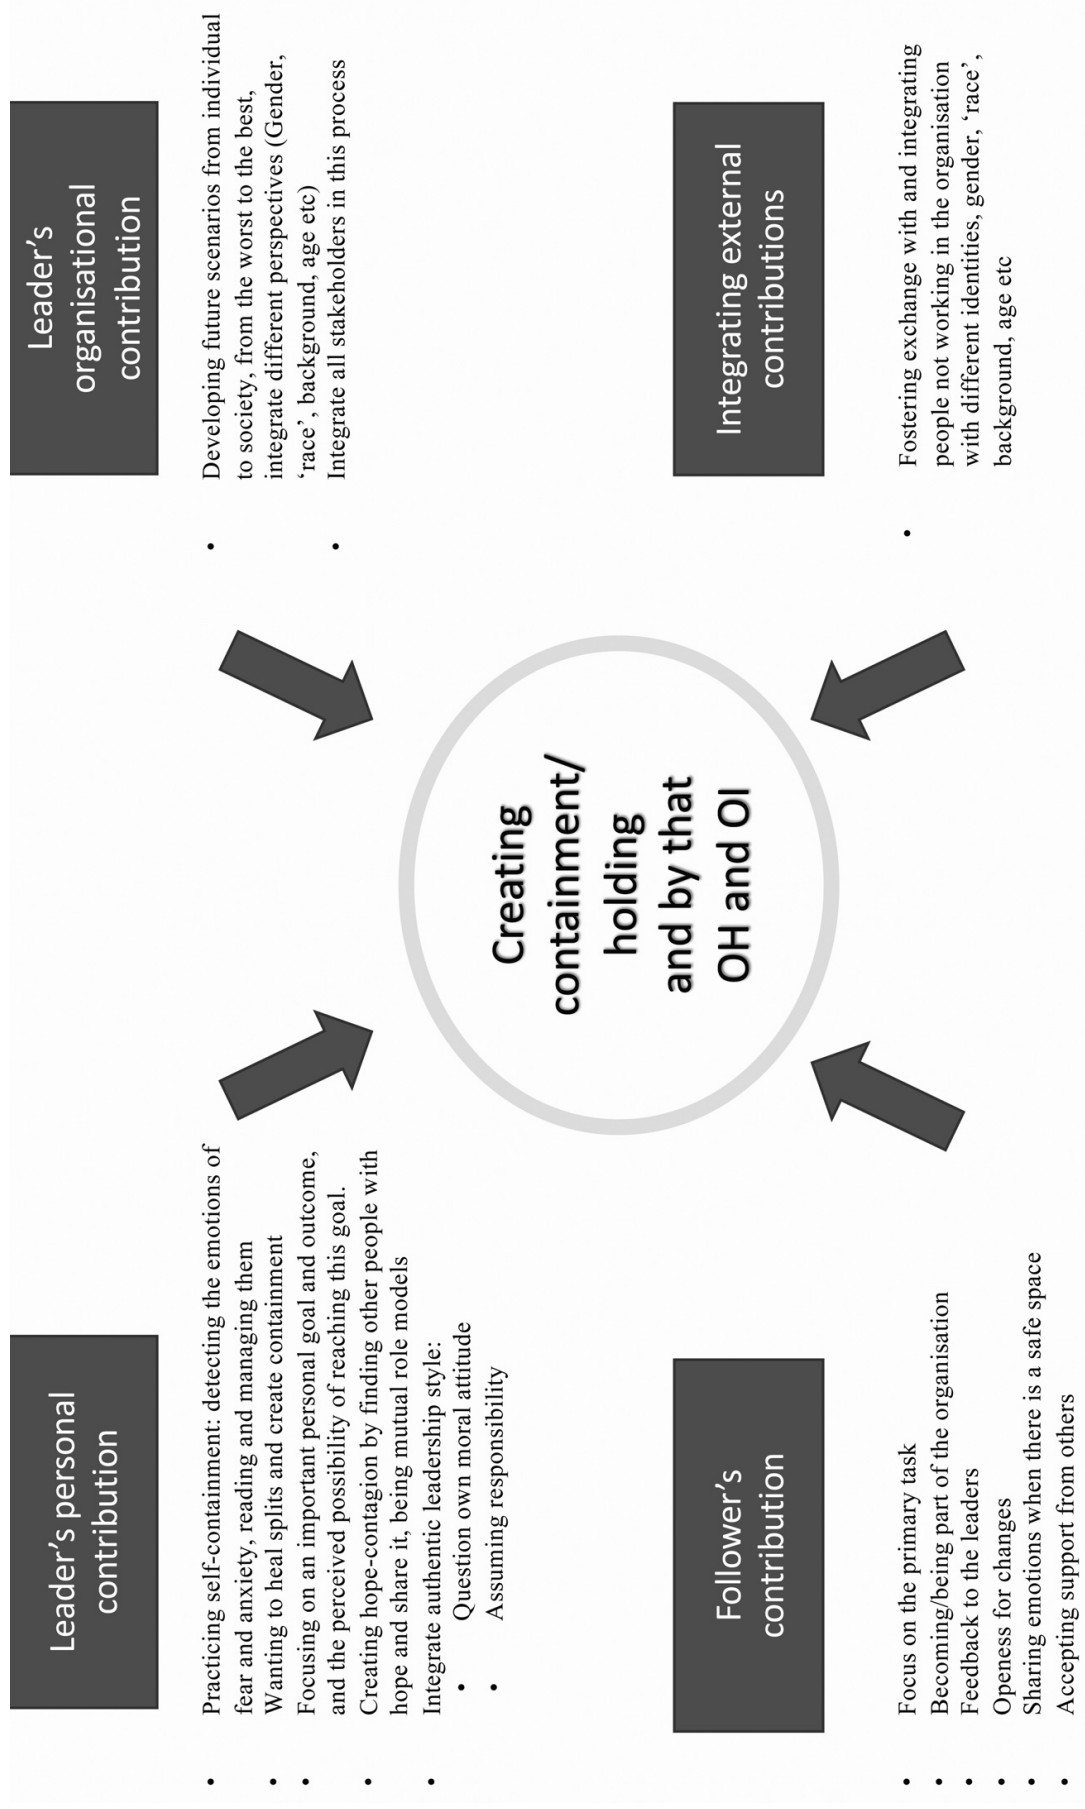 Leader's personal
contribution
• Practicing self-containment: detecting the emotions of
fear and anxiety, reading and managing them
• Wanting to heal splits and create containment
• Focusing on an important personal goal and outcome,
and the perceived possibility of reaching this goal.
• Creating hope-contagion by finding other people with
hope and share it, being mutual role models
• Integrate authentic leadership style:
• Question own moral attitude
• Assuming responsibility
Leader's
organisational
contribution
• Developing future scenarios from individual
to society, from the worst to the best,
integrate different perspectives (Gender,
‘race’, background, age etc)
• Integrate all stakeholders in this process
Creating
containment/
holding
and by that
OH and OI
Follower's
contribution
• Focus on the primary task
• Becoming/being part of the organisation
• Feedback to the leaders
• Openess for changes
• Sharing emotions when there is a safe space
• Accepting support from others
Integrating external
contributions
• Fostering exchange with and integrating
people not working in the organisation
with different identities, gender, ‘race’,
background, age etc